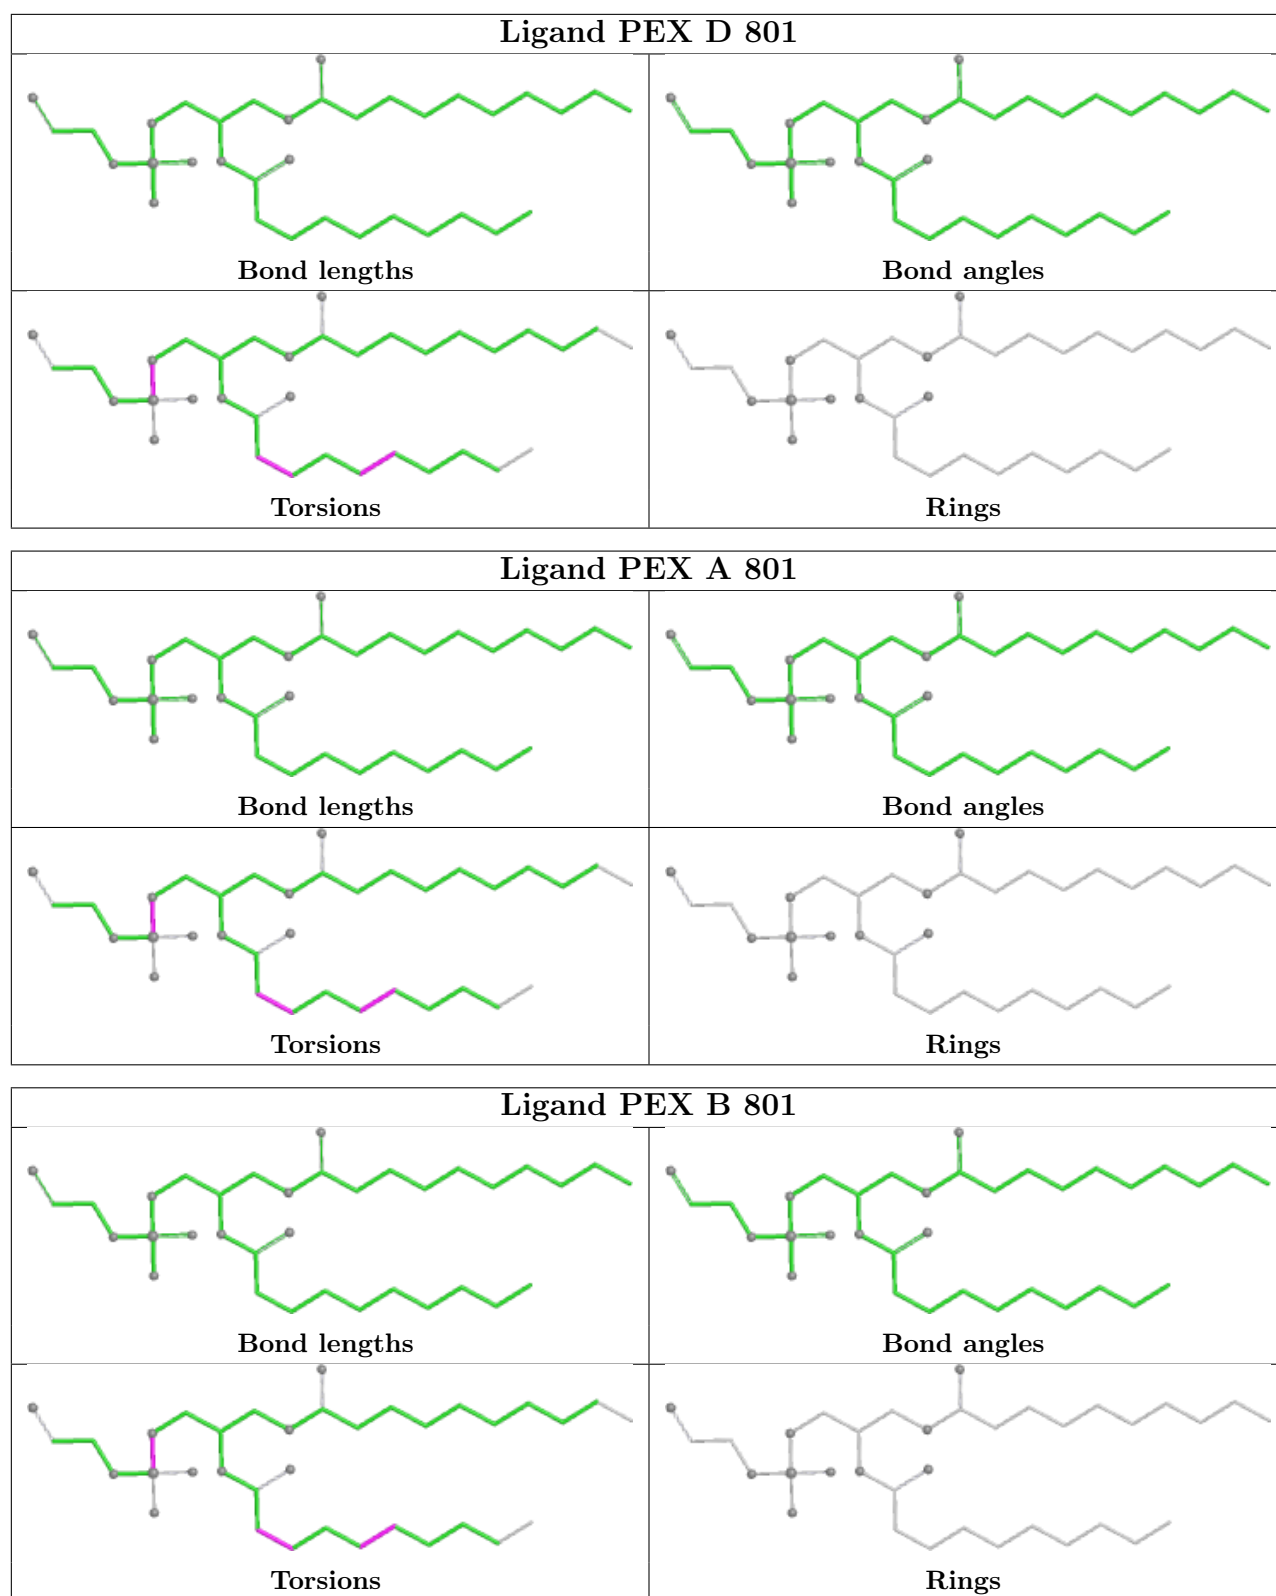 Ligand PEX D 801
Bond lengths
Bond angles
Torsions
Rings
Ligand PEX A 801
Bond lengths
Bond angles
Torsions
Rings
Ligand PEX B 801
Bond lengths
Bond angles
Torsions
Rings